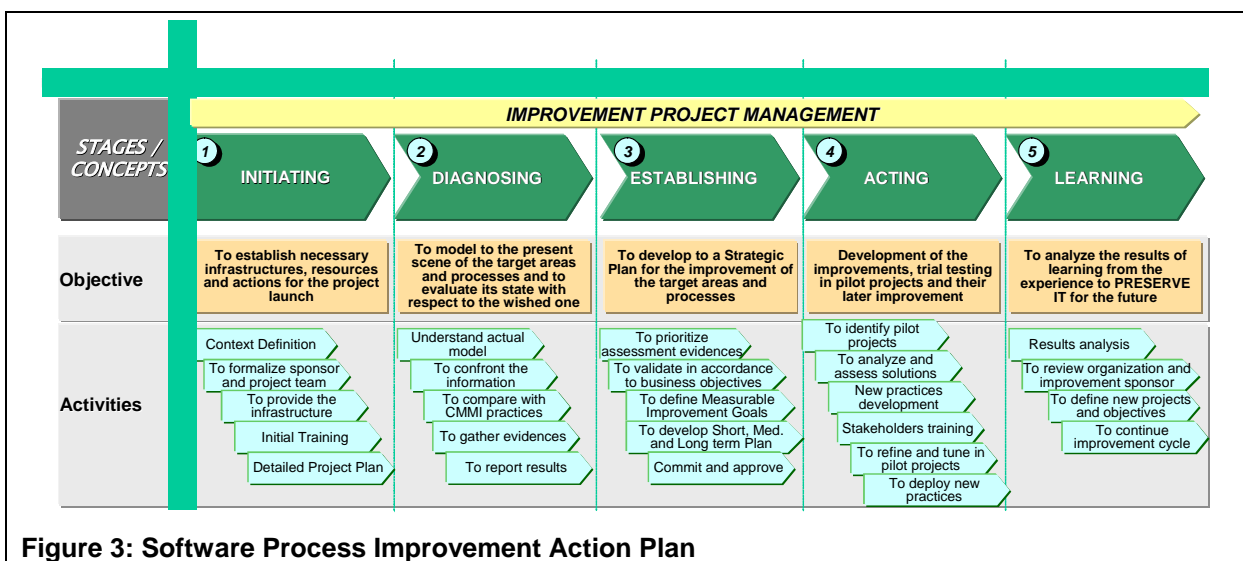 IMPROVEMENT PROJECT MANAGEMENT
STAGES /
CONCEPTS
1
INITIATING
2
DIAGNOSING
3
ESTABLISHING
4
ACTING
5
LEARNING
Objective
To establish necessary
infrastructures, resources
and actions for the project
launch
To model to the present
scene of the target areas
and processes and to
evaluate its state with
respect to the wished one
To develop to a Strategic
Plan for the improvement of
the target areas and
processes
Development of the
improvements, trial testing
in pilot projects and their
later improvement
To analyze the results of
learning from the
experience to PRESERVE
IT for the future
Activities
Context Definition
To formalize sponsor
and project team
To provide the
infrastructure
Initial Training
Detailed Project Plan
Understand actual
model
To confront the
information
To compare with
CMMI practices
To gather evidences
To report results
To prioritize
assessment evidences
To validate in accordance
to business objectives
To define Measurable
Improvement Goals
To develop Short, Med.
and Long term Plan
Commit and approve
To identify pilot
projects
To analyze and
assess solutions
New practices
development
Stakeholders training
To refine and tune in
pilot projects
To deploy new
practices
Results analysis
To review organization and
improvement sponsor
To define new projects
and objectives
To continue
improvement cycle
Figure 3: Software Process Improvement Action Plan